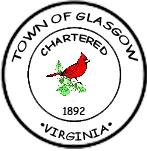 TOWN OF GLASGOW
CHARTERED
1892
•VIRGINIA•